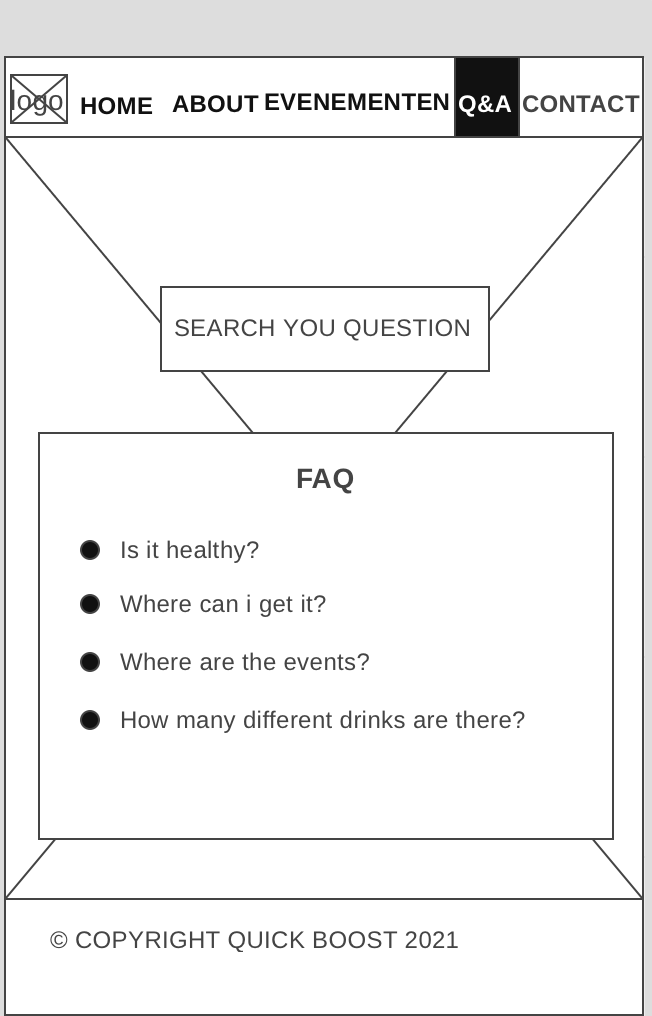 logo HOME ABOUT EVENEMENTEN Q&A CONTACT
SEARCH YOU QUESTION
FAQ
Is it healthy?
Where can i get it?
Where are the events?
How many different drinks are there?
© COPYRIGHT QUICK BOOST 2021